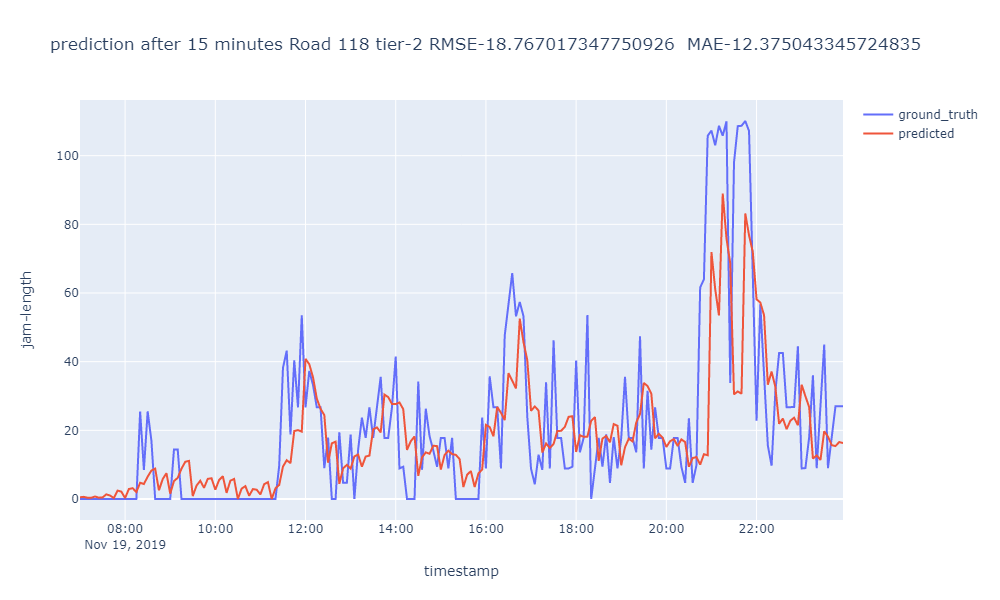 prediction after 15 minutes Road 118 tier-2 RMSE-18.767017347750926  MAE-12.375043345724835
ground_truth
predicted
jam-length
100
80
60
40
20
0
08:00 10:00 12:00 14:00 16:00 18:00 20:00 22:00
Nov 19, 2019
timestamp